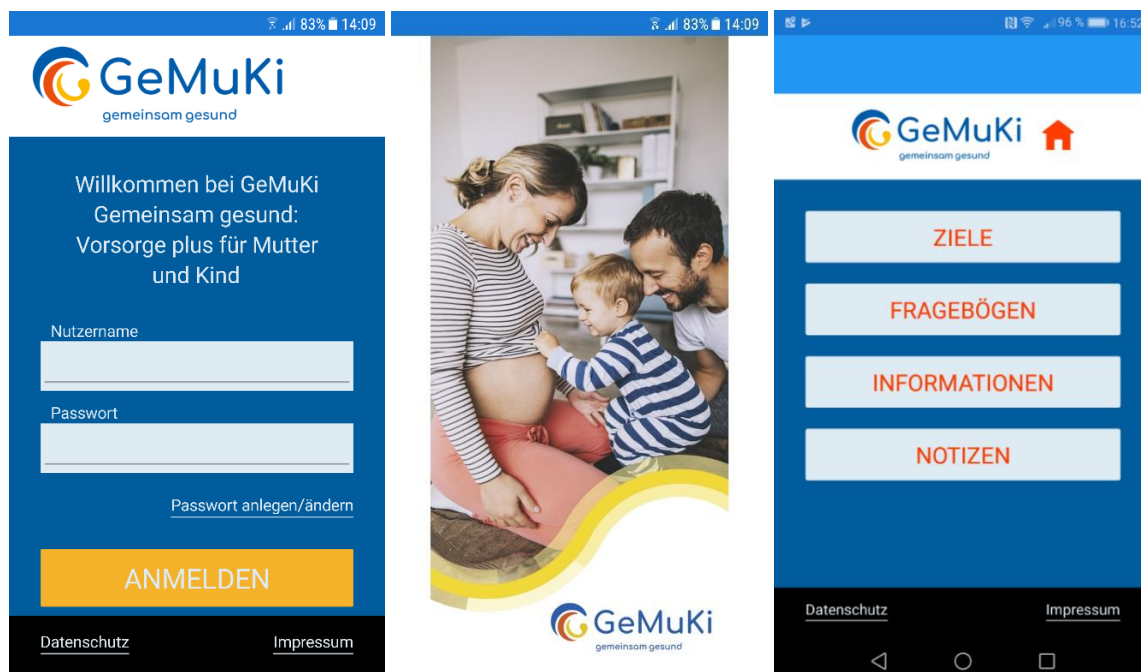 83% 14:09
GeMuKi
gemeinsam gesund
Willkommen bei GeMuKi
Gemeinsam gesund:
Vorsorge plus für Mutter
und Kind
Nutzername
Passwort
Passwort anlegen/ändern
ANMELDEN
Datenschutz Impressum
83% 14:09
GeMuKi
gemeinsam gesund
96 % 16:52
GeMuKi
gemeinsam gesund
ZIELE
FRAGEBÖGEN
INFORMATIONEN
NOTIZEN
Datenschutz Impressum